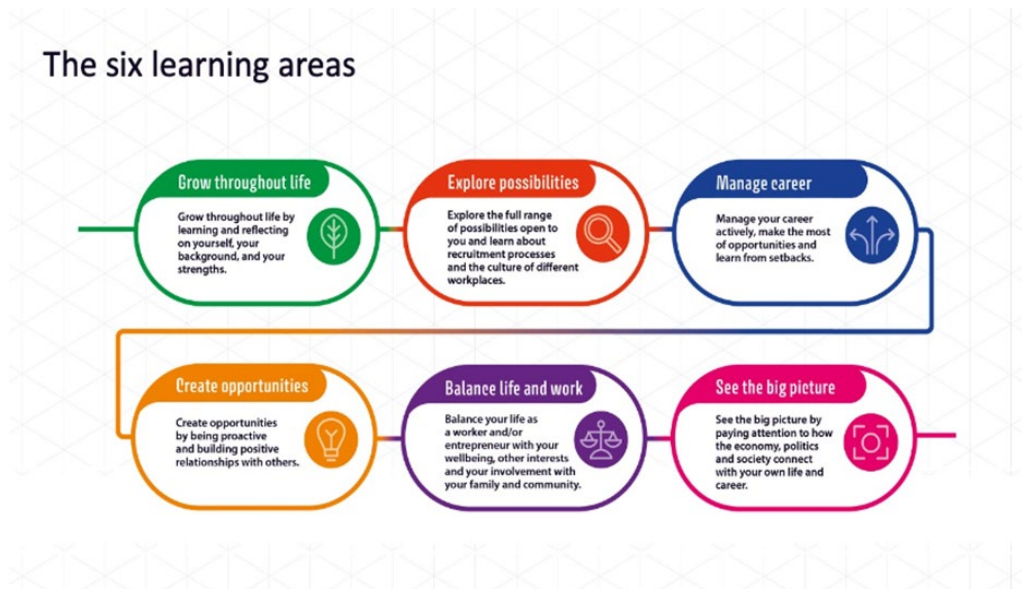 The six learning areas
Grow throughout life
Grow throughout life by
learning and reflecting
on yourself, your
background, and your
strengths.
Explore possibilities
Explore the full range
of possibilities open to
you and learn about
recruitment processes
and the culture of different
workplaces.
Manage career
Manage your career
actively, make the most
of opportunities and
learn from setbacks.
Create opportunities
Create opportunities
by being proactive
and building positive
relationships with others.
Balance life and work
Balance your life as
a worker and/or
entrepreneur with your
wellbeing, other interests
and your involvement with
your family and community.
See the big picture
See the big picture by
paying attention to how
the economy, politics
and society connect
with your own life and
career.